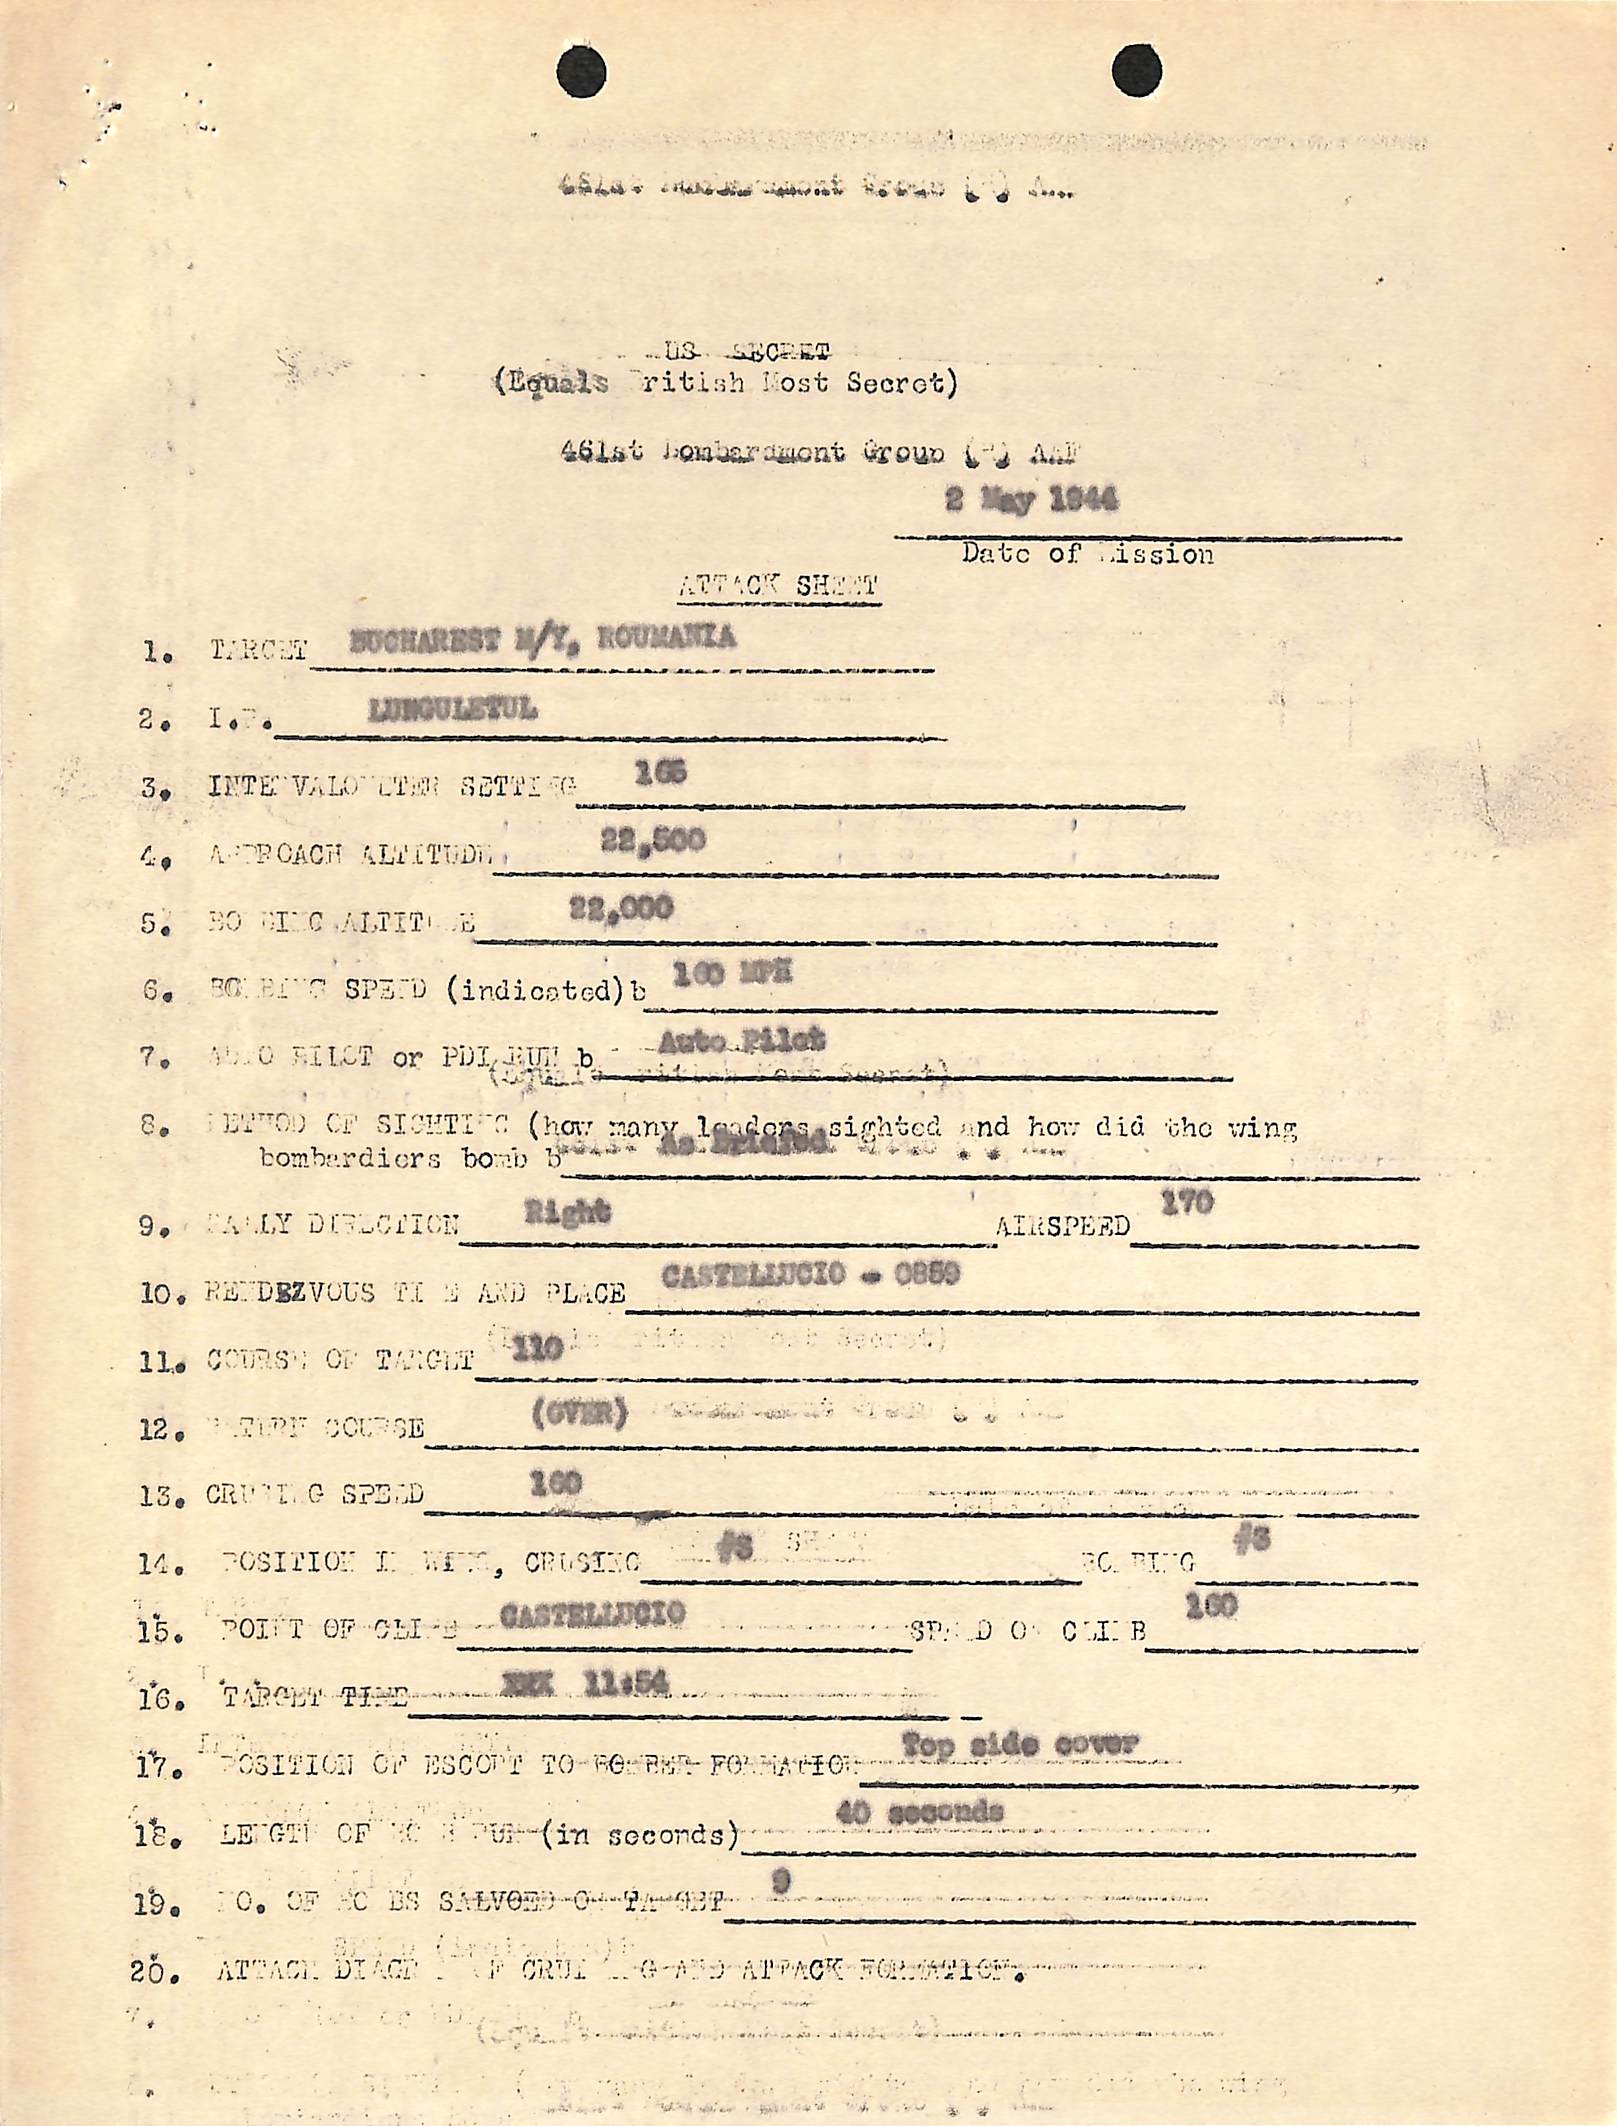 US SECRET
(Equals British Most Secret)
461st Bombardment Group (H) AAF
2 May 1944
Date of Mission
ATTACK SHEET
1. TARGET BUCHAREST M/Y, ROUMANIA
2. I.P. LUNGULETUL
3. INTERVALOMETER SETTING 165
4. APPROACH ALTITUDE 22,500
5. BOMBING ALTITUDE 22,000
6. BOMBING SPEED (indicated)b 160 MPH
7. AUTO PILOT or PDI RUN b Auto Pilot
8. METHOD OF SIGHTING (how many leaders sighted and how did the wing
bombardiers bomb b As Briefed
9. RALLY DIRECTION Right AIRSPEED 170
10. RENDEZVOUS TIME AND PLACE CASTELLUCIO - 0859
11. COURSE OF TARGET 110
12. RETURN COURSE (OVER)
13. CRUSING SPEED 160
14. POSITION IN WING, CRUSING #3 BOMBING #3
15. POINT OF CLIMB CASTELLUCIO SPEED OF CLIMB 160
16. TARGET TIME 11:54
17. POSITION OF ESCORT TO BOMBER FORMATION Top side cover
18. LENGTH OF BOMB RUN (in seconds) 40 seconds
19. NO. OF BOMBS SALVOED ON TARGET 9
20. ATTACH DIAGRAM OF CRUISING AND ATTACK FORMATION.